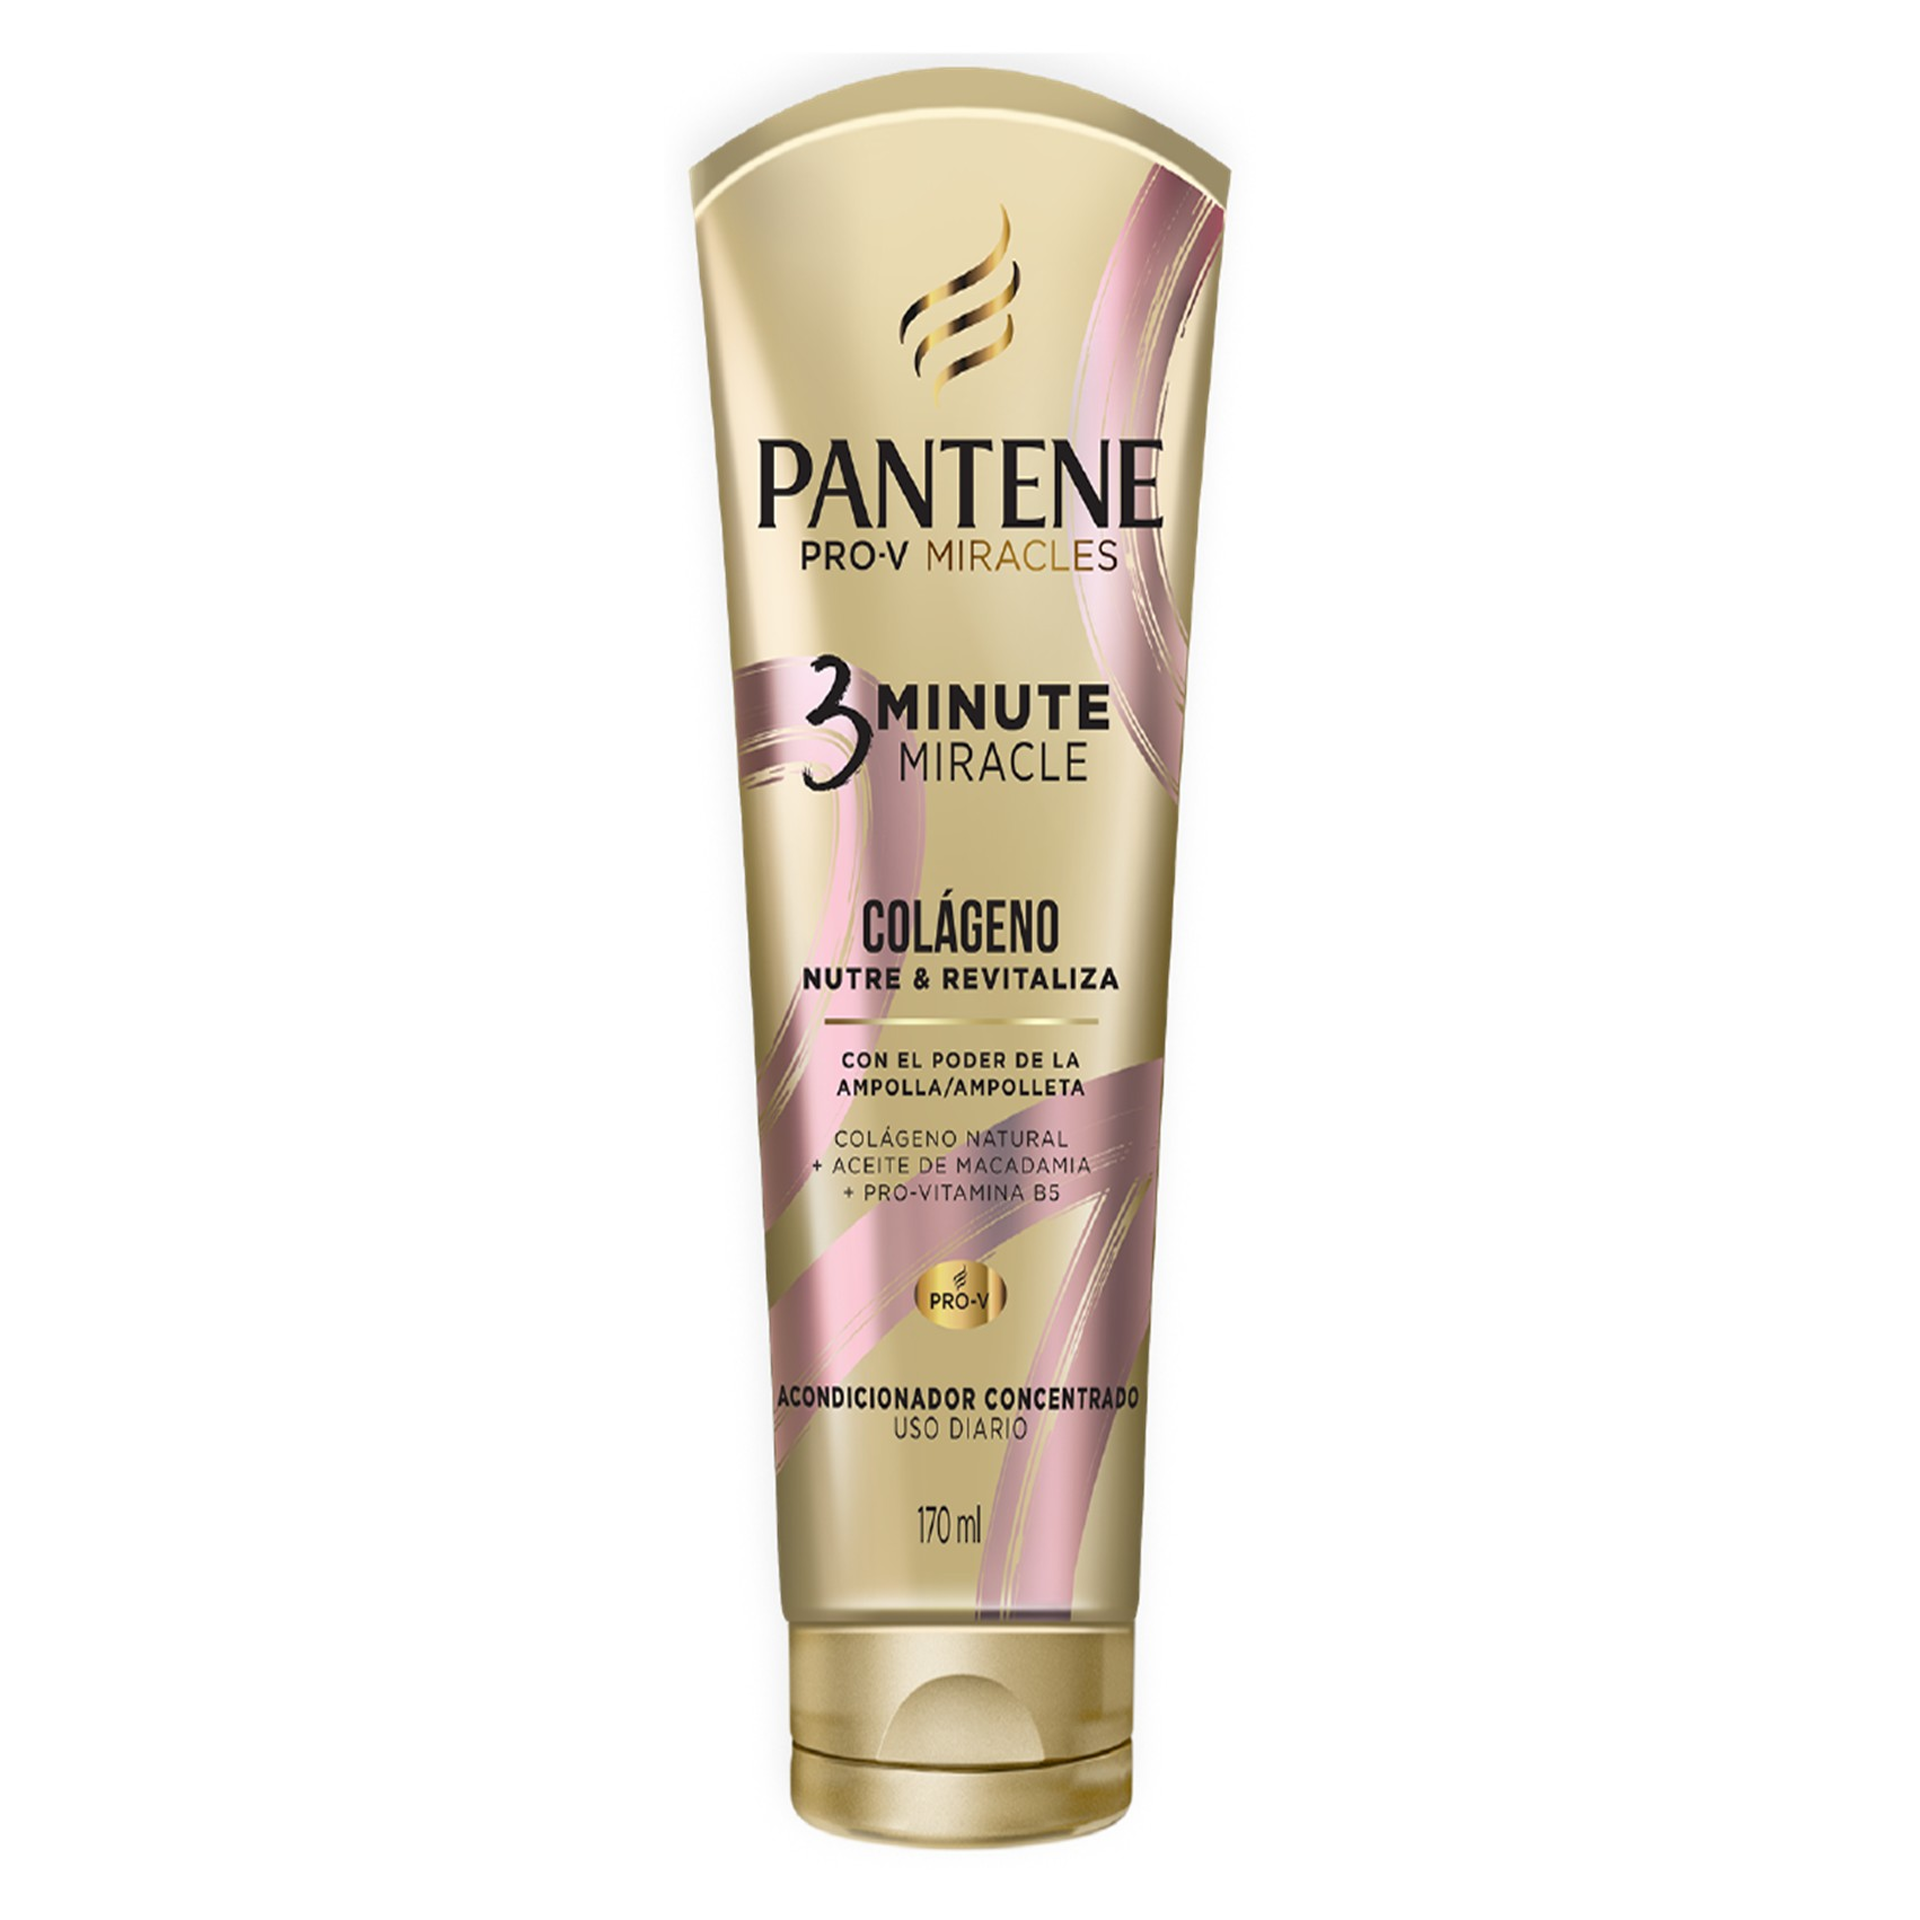 PANTENE
PRO-V MIRACLES
3 MINUTE
MIRACLE
COLÁGENO
NUTRE & REVITALIZA
CON EL PODER DE LA
AMPOLLA/AMPOLLETA
COLÁGENO NATURAL
+ ACEITE DE MACADAMIA
+ PRO-VITAMINA B5
PRO-V
ACONDICIONADOR CONCENTRADO
USO DIARIO
170 ml